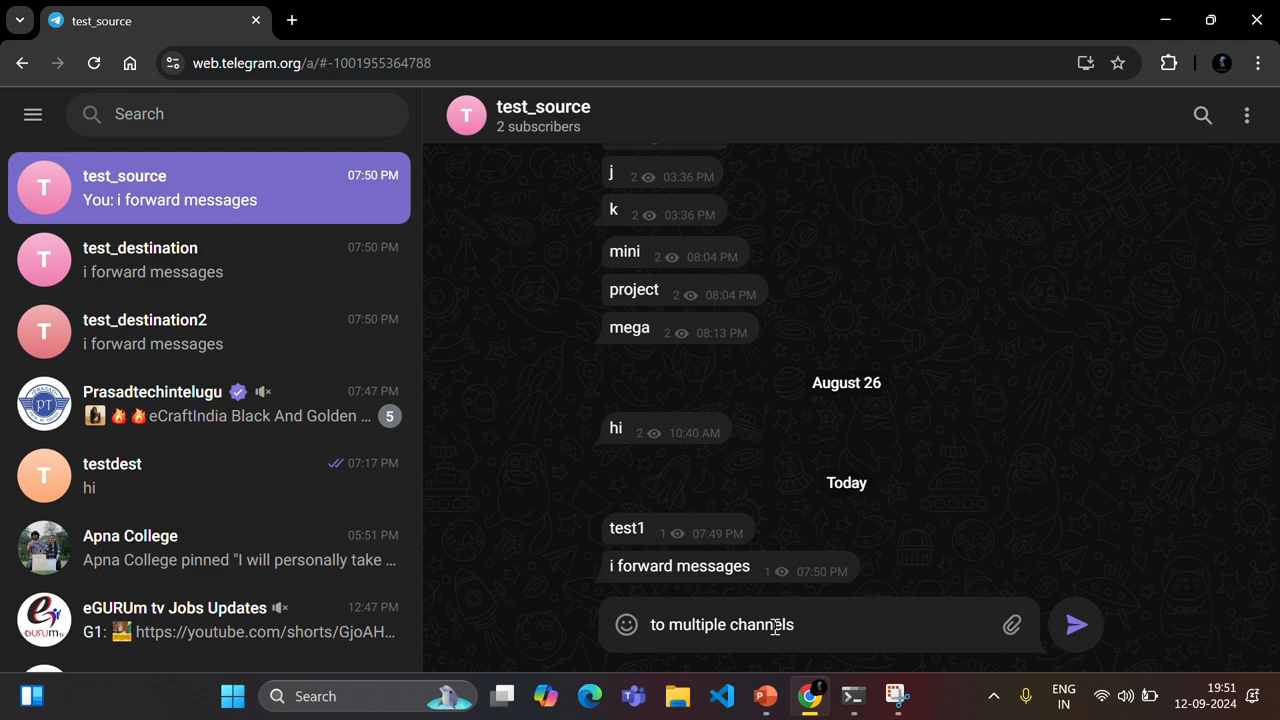 test_source
web.telegram.org/a/#-1001955364788
Search
T
test_source
07:50 PM
You: i forward messages
T
test_destination
07:50 PM
i forward messages
T
test_destination2
07:50 PM
i forward messages
PT
Prasadtechintelugu
07:47 PM
🔥🔥eCraftIndia Black And Golden ...
5
T
testdest
07:17 PM
hi
Apna College
05:51 PM
Apna College pinned "I will personally take ...
eGURUm tv Jobs Updates
12:47 PM
G1: https://youtube.com/shorts/GjoAH...
T
test_source
2 subscribers
j 2 03:36 PM
k 2 03:36 PM
mini 2 08:04 PM
project 2 08:04 PM
mega 2 08:13 PM
August 26
hi 2 10:40 AM
Today
test1 1 07:49 PM
i forward messages 1 07:50 PM
to multiple channels
Search
ENG
IN
19:51
12-09-2024